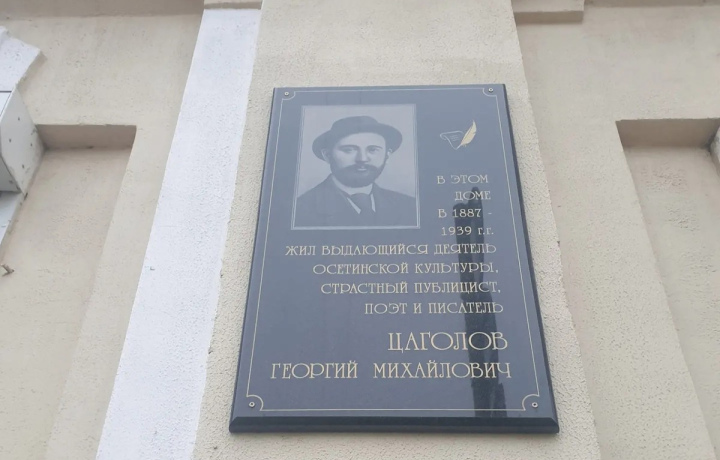 В ЭТОМ
ДОМЕ
В 1887 -
1939 г.г.
ЖИЛ ВЫДАЮЩИЙСЯ ДЕЯТЕЛЬ
ОСЕТИНСКОЙ КУЛЬТУРЫ,
СТРАСТНЫЙ ПУБЛИЦИСТ,
ПОЭТ И ПИСАТЕЛЬ
ЦАГОЛОВ
ГЕОРГИЙ МИХАЙЛОВИЧ